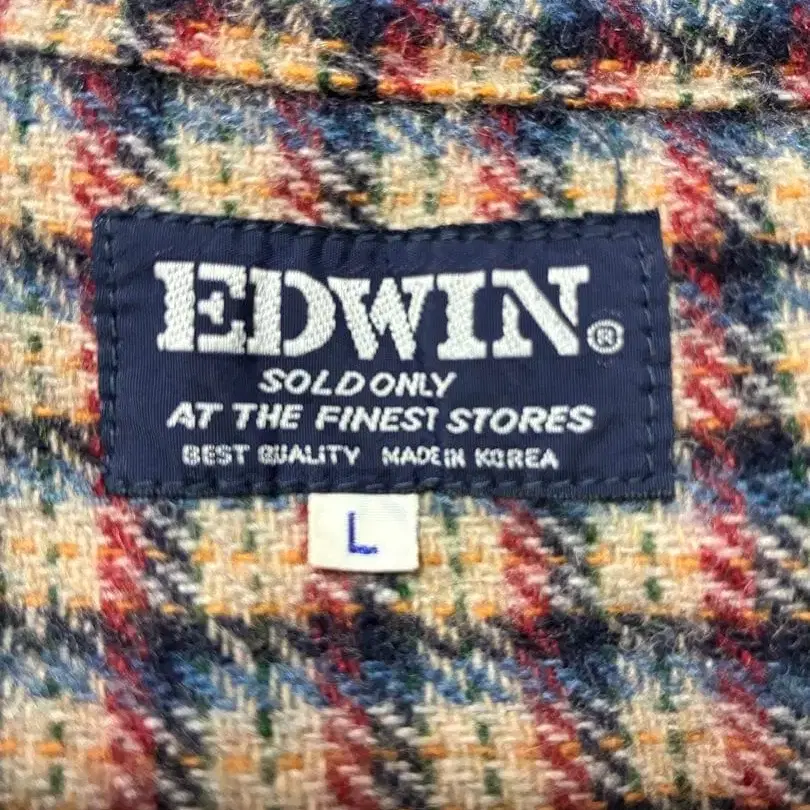 EDWIN®
SOLD ONLY
AT THE FINEST STORES
BEST QUALITY MADE IN KOREA
L